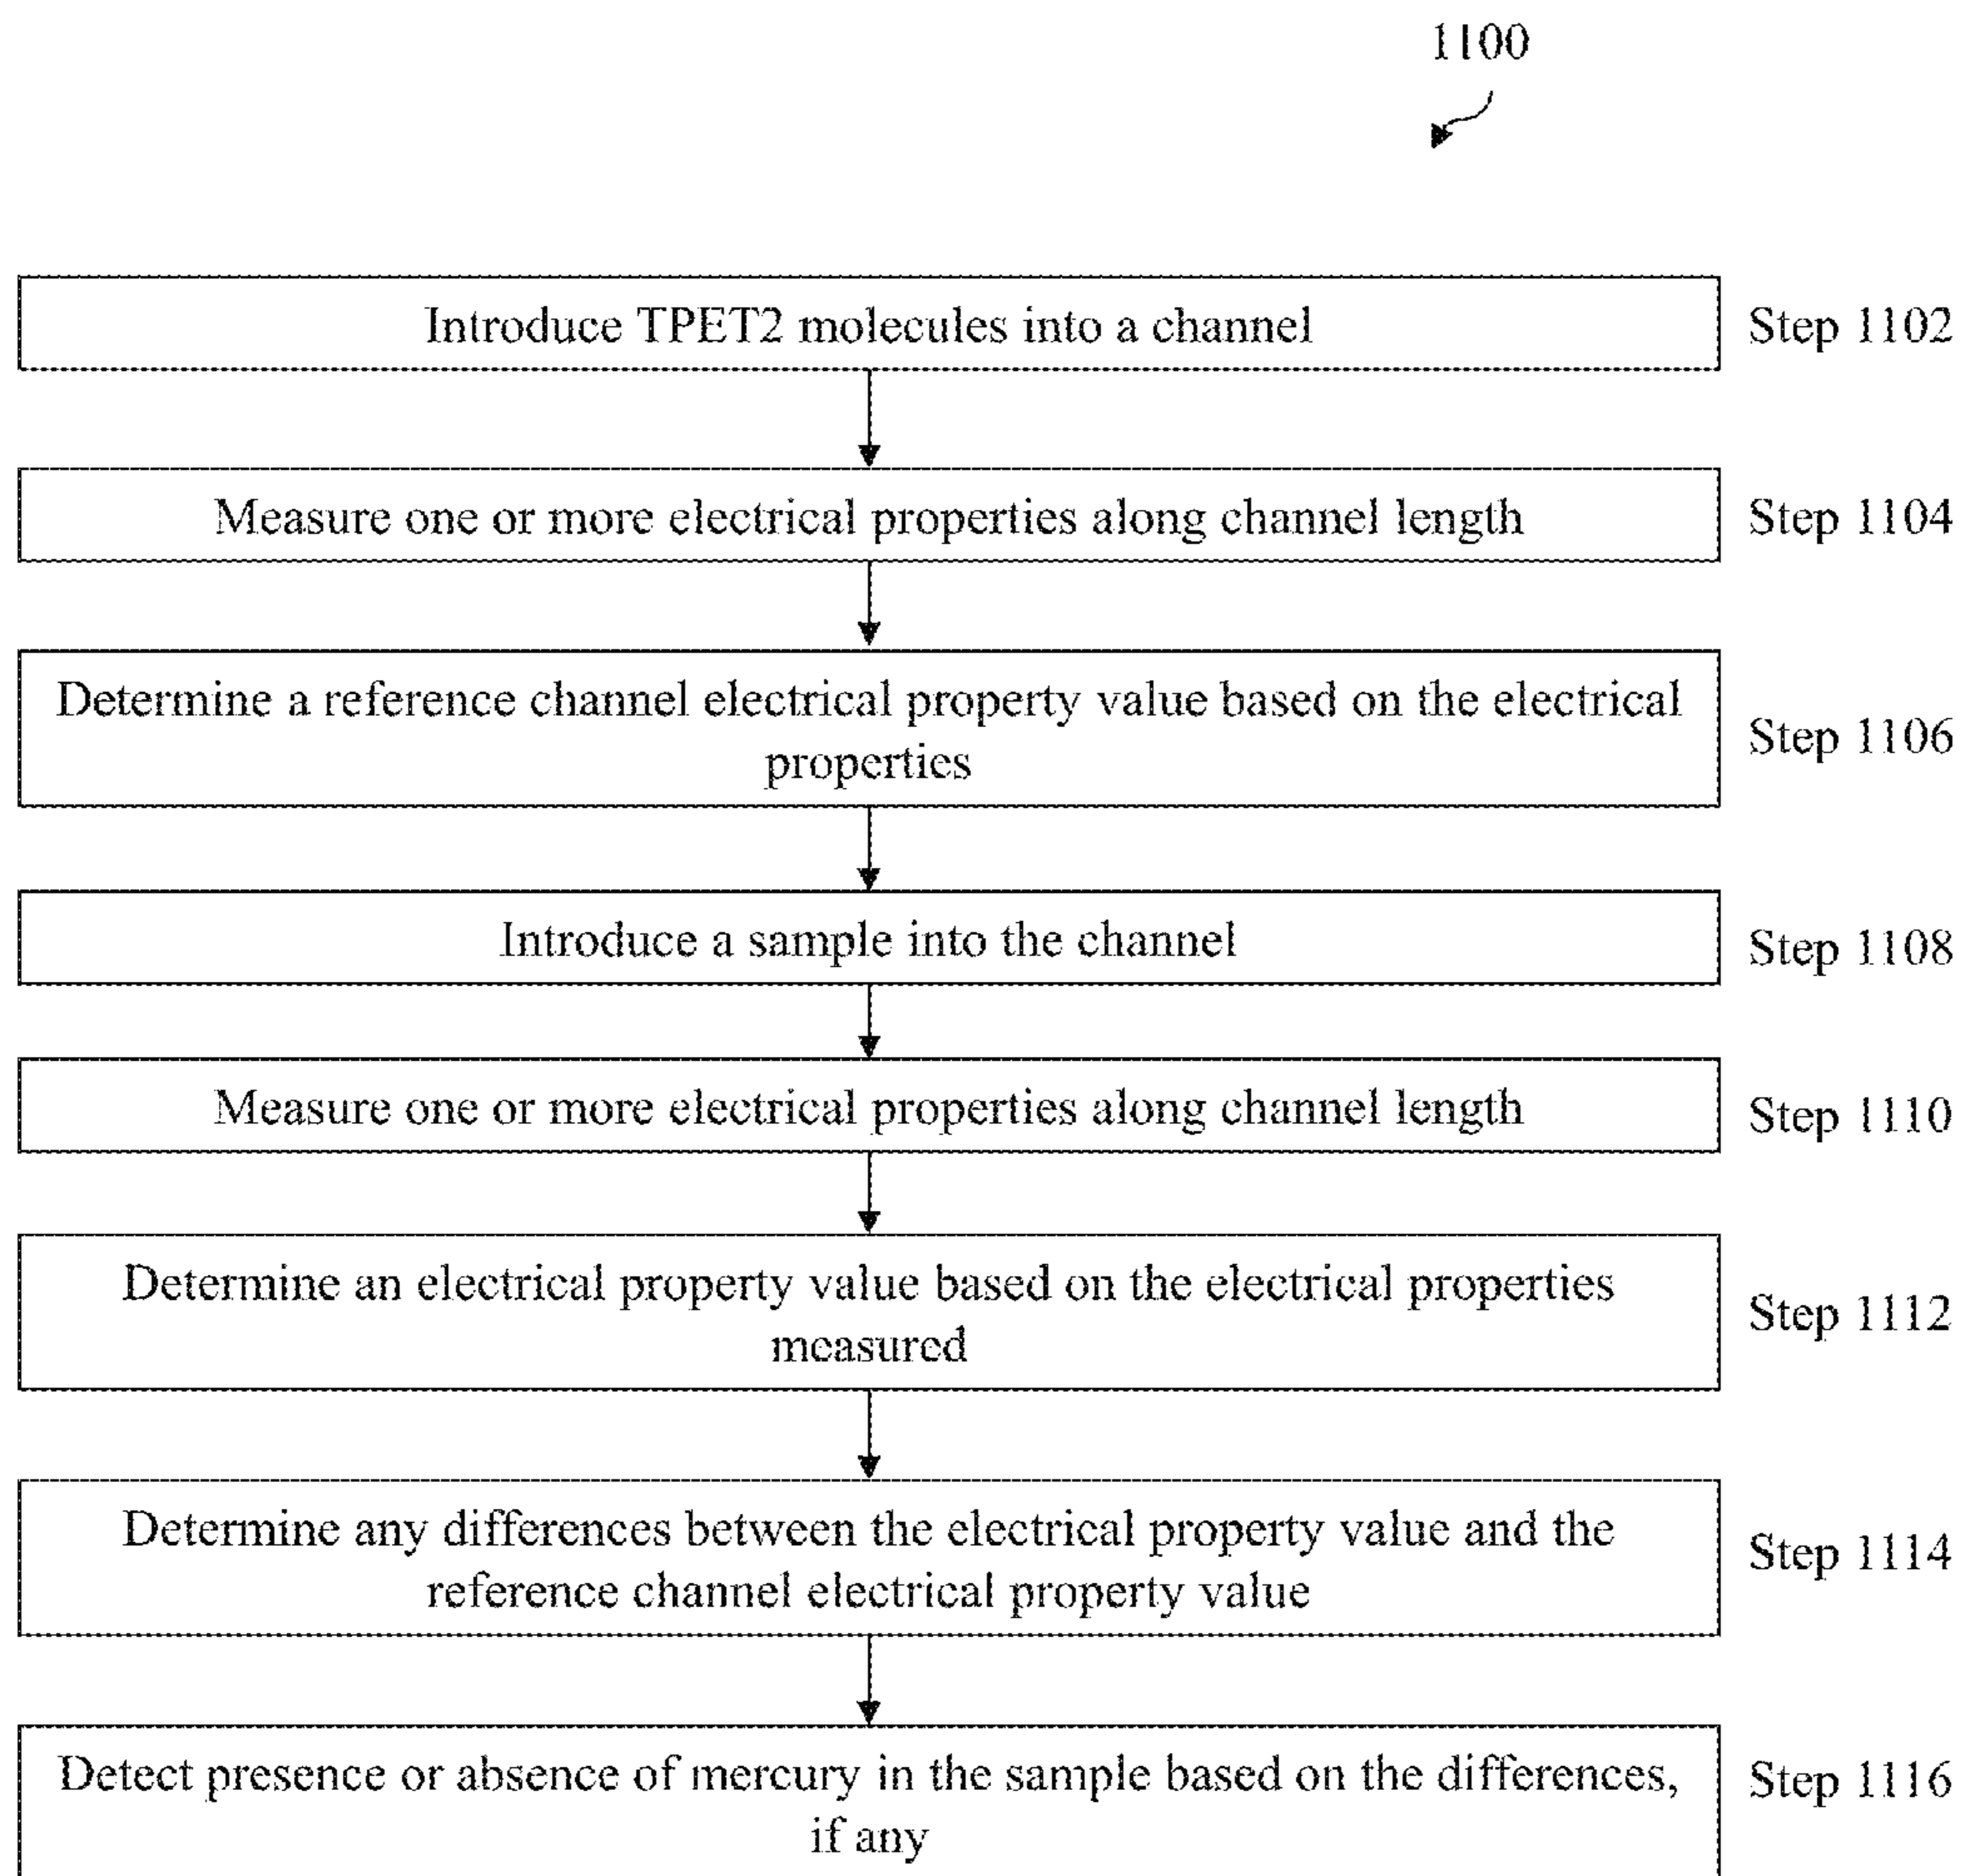 1100
Introduce TPET2 molecules into a channel
Step 1102
Measure one or more electrical properties along channel length
Step 1104
Determine a reference channel electrical property value based on the electrical
properties
Step 1106
Introduce a sample into the channel
Step 1108
Measure one or more electrical properties along channel length
Step 1110
Determine an electrical property value based on the electrical properties
measured
Step 1112
Determine any differences between the electrical property value and the
reference channel electrical property value
Step 1114
Detect presence or absence of mercury in the sample based on the differences,
if any
Step 1116